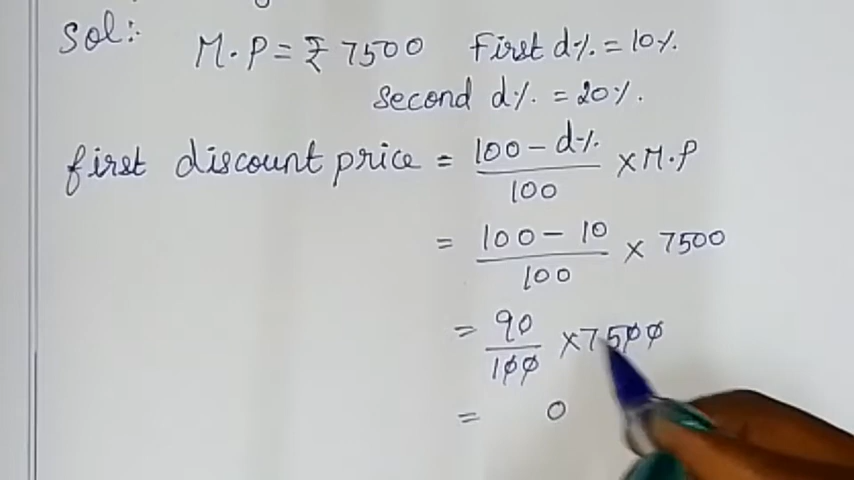 Sol:-
M.P = ₹ 7500 First d% = 10%.
Second d%. = 20%.
first discount price = 100 - d% / 100 × M.P
= 100 - 10 / 100 × 7500
= 90 / 100 × 7500
= 0